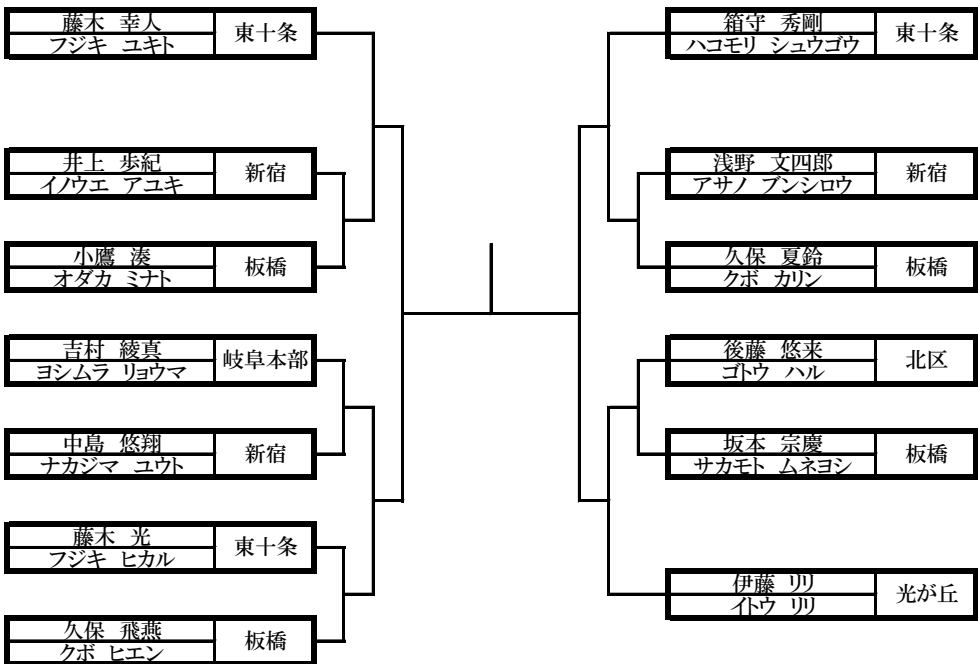 藤木 幸人
フジキ ユキト
東十条
井上 歩紀
イノウエ アユキ
新宿
小鷹 湊
オダカ ミナト
板橋
吉村 綾真
ヨシムラ リョウマ
岐阜本部
中島 悠翔
ナカジマ ユウト
新宿
藤木 光
フジキ ヒカル
東十条
久保 飛燕
クボ ヒエン
板橋
箱守 秀剛
ハコモリ シュウゴウ
東十条
浅野 文四郎
アサノ ブンシロウ
新宿
久保 夏鈴
クボ カリン
板橋
後藤 悠来
ゴトウ ハル
北区
坂本 宗慶
サカモト ムネヨシ
板橋
伊藤 リリ
イトウ リリ
光が丘